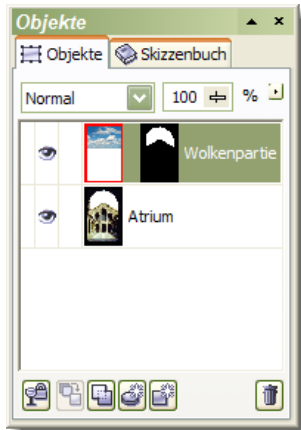 Objekte
Objekte Skizzenbuch
Normal 100 %
Wolkenpartie
Atrium